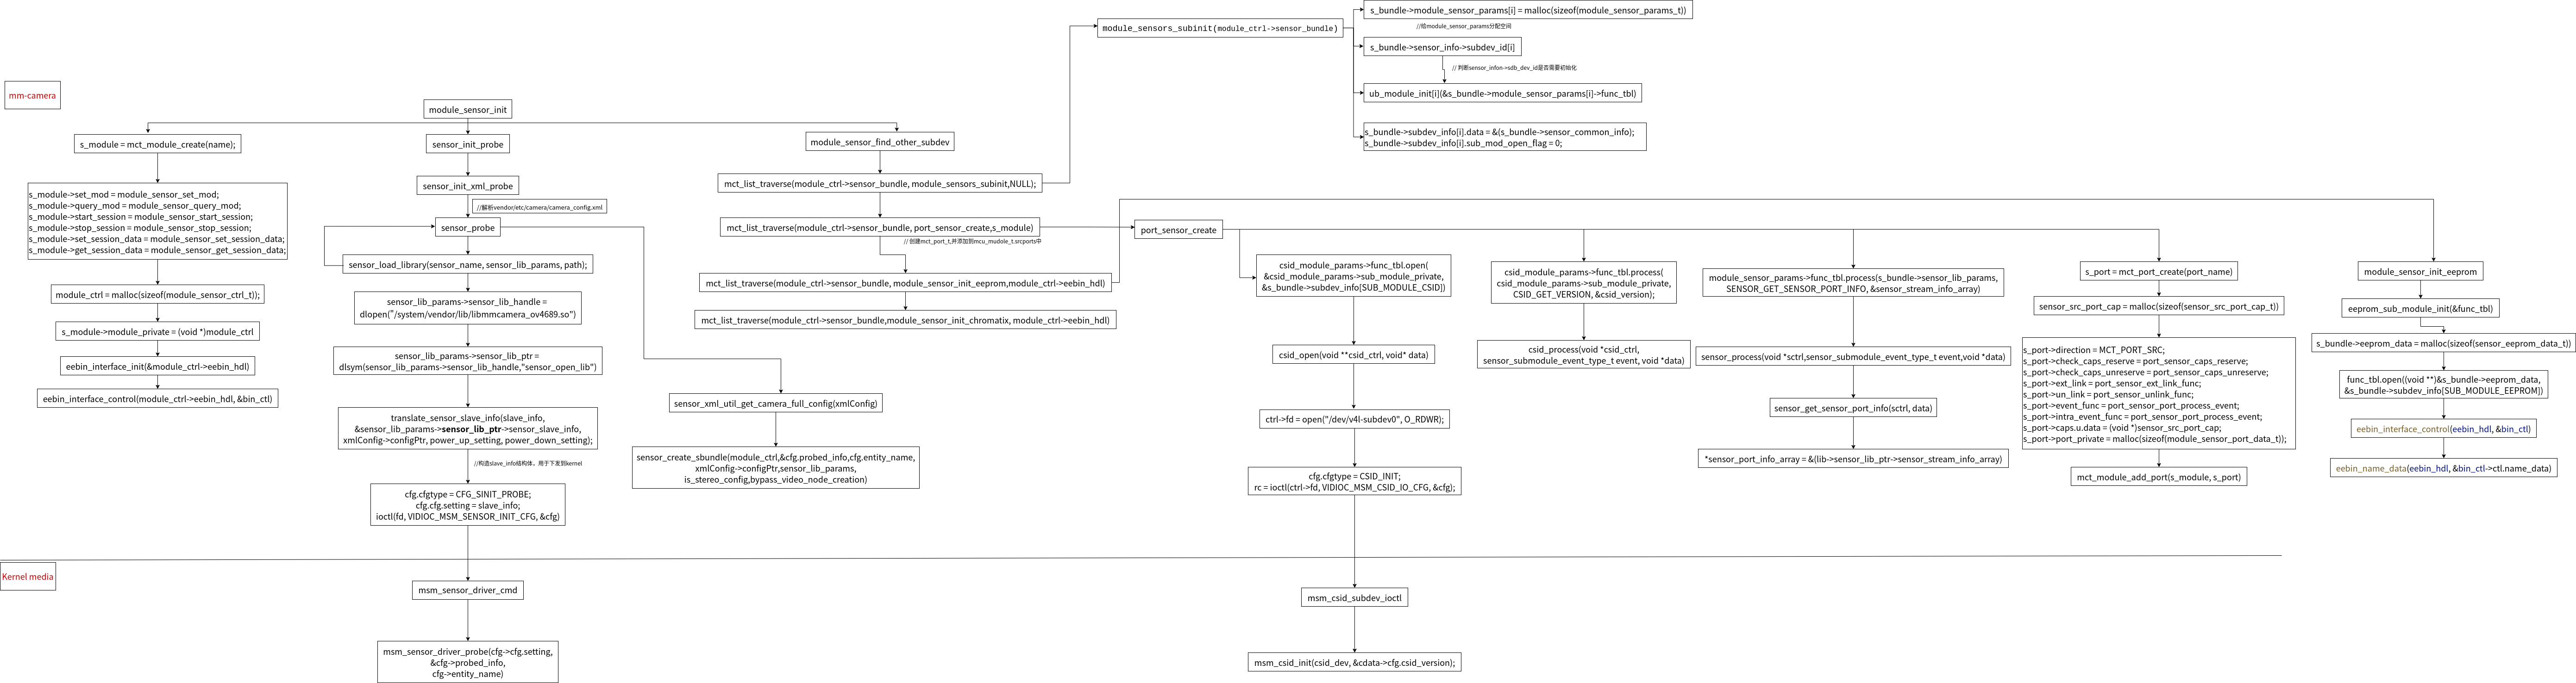 mm-camera
module_sensor_init
s_module = mct_module_create(name);
s_module->set_mod = module_sensor_set_mod;
s_module->query_mod = module_sensor_query_mod;
s_module->start_session = module_sensor_start_session;
s_module->stop_session = module_sensor_stop_session;
s_module->set_session_data = module_sensor_set_session_data;
s_module->get_session_data = module_sensor_get_session_data;
module_ctrl = malloc(sizeof(module_sensor_ctrl_t));
s_module->module_private = (void *)module_ctrl
eebin_interface_init(&module_ctrl->eebin_hdl)
eebin_interface_control(module_ctrl->eebin_hdl, &bin_ctl)
sensor_init_probe
sensor_init_xml_probe
//解析vendor/etc/camera/camera_config.xml
sensor_probe
sensor_load_library(sensor_name, sensor_lib_params, path);
sensor_lib_params->sensor_lib_handle =
dlopen("/system/vendor/lib/libmmcamera_ov4689.so")
sensor_lib_params->sensor_lib_ptr =
dlsym(sensor_lib_params->sensor_lib_handle,"sensor_open_lib")
translate_sensor_slave_info(slave_info,
&sensor_lib_params->sensor_lib_ptr->sensor_slave_info,
xmlConfig->configPtr, power_up_setting, power_down_setting);
//构造slave_info结构体，用于下发到kernel
cfg.cfgtype = CFG_SINIT_PROBE;
cfg.cfg.setting = slave_info;
ioctl(fd, VIDIOC_MSM_SENSOR_INIT_CFG, &cfg)
sensor_xml_util_get_camera_full_config(xmlConfig)
sensor_create_sbundle(module_ctrl,&cfg.probed_info,cfg.entity_name,
xmlConfig->configPtr,sensor_lib_params,
is_stereo_config,bypass_video_node_creation)
module_sensor_find_other_subdev
mct_list_traverse(module_ctrl->sensor_bundle, module_sensors_subinit,NULL);
mct_list_traverse(module_ctrl->sensor_bundle, port_sensor_create,s_module)
// 创建mct_port_t,并添加到mcu_mudole_t.srcports中
mct_list_traverse(module_ctrl->sensor_bundle, module_sensor_init_eeprom,module_ctrl->eebin_hdl)
mct_list_traverse(module_ctrl->sensor_bundle,module_sensor_init_chromatix, module_ctrl->eebin_hdl)
module_sensors_subinit(module_ctrl->sensor_bundle)
s_bundle->module_sensor_params[i] = malloc(sizeof(module_sensor_params_t))
//给module_sensor_params分配空间
s_bundle->sensor_info->subdev_id[i]
// 判断sensor_infon->sdb_dev_id是否需要初始化
ub_module_init[i](&s_bundle->module_sensor_params[i]->func_tbl)
s_bundle->subdev_info[i].data = &(s_bundle->sensor_common_info);
s_bundle->subdev_info[i].sub_mod_open_flag = 0;
port_sensor_create
csid_module_params->func_tbl.open(
&csid_module_params->sub_module_private,
&s_bundle->subdev_info[SUB_MODULE_CSID])
csid_open(void **csid_ctrl, void* data)
ctrl->fd = open("/dev/v4l-subdev0", O_RDWR);
cfg.cfgtype = CSID_INIT;
rc = ioctl(ctrl->fd, VIDIOC_MSM_CSID_IO_CFG, &cfg);
csid_module_params->func_tbl.process(
csid_module_params->sub_module_private,
CSID_GET_VERSION, &csid_version);
csid_process(void *csid_ctrl,
sensor_submodule_event_type_t event, void *data)
module_sensor_params->func_tbl.process(s_bundle->sensor_lib_params,
SENSOR_GET_SENSOR_PORT_INFO, &sensor_stream_info_array)
sensor_process(void *sctrl,sensor_submodule_event_type_t event,void *data)
sensor_get_sensor_port_info(sctrl, data)
*sensor_port_info_array = &(lib->sensor_lib_ptr->sensor_stream_info_array)
s_port = mct_port_create(port_name)
sensor_src_port_cap = malloc(sizeof(sensor_src_port_cap_t))
s_port->direction = MCT_PORT_SRC;
s_port->check_caps_reserve = port_sensor_caps_reserve;
s_port->check_caps_unreserve = port_sensor_caps_unreserve;
s_port->ext_link = port_sensor_ext_link_func;
s_port->un_link = port_sensor_unlink_func;
s_port->event_func = port_sensor_port_process_event;
s_port->intra_event_func = port_sensor_port_process_event;
s_port->caps.u.data = (void *)sensor_src_port_cap;
s_port->port_private = malloc(sizeof(module_sensor_port_data_t));
mct_module_add_port(s_module, s_port)
module_sensor_init_eeprom
eeprom_sub_module_init(&func_tbl)
s_bundle->eeprom_data = malloc(sizeof(sensor_eeprom_data_t))
func_tbl.open((void **)&s_bundle->eeprom_data,
&s_bundle->subdev_info[SUB_MODULE_EEPROM])
eebin_interface_control(eebin_hdl, &bin_ctl)
eebin_name_data(eebin_hdl, &bin_ctl->ctl.name_data)
Kernel media
msm_sensor_driver_cmd
msm_sensor_driver_probe(cfg->cfg.setting,
&cfg->probed_info,
cfg->entity_name)
msm_csid_subdev_ioctl
msm_csid_init(csid_dev, &cdata->cfg.csid_version);